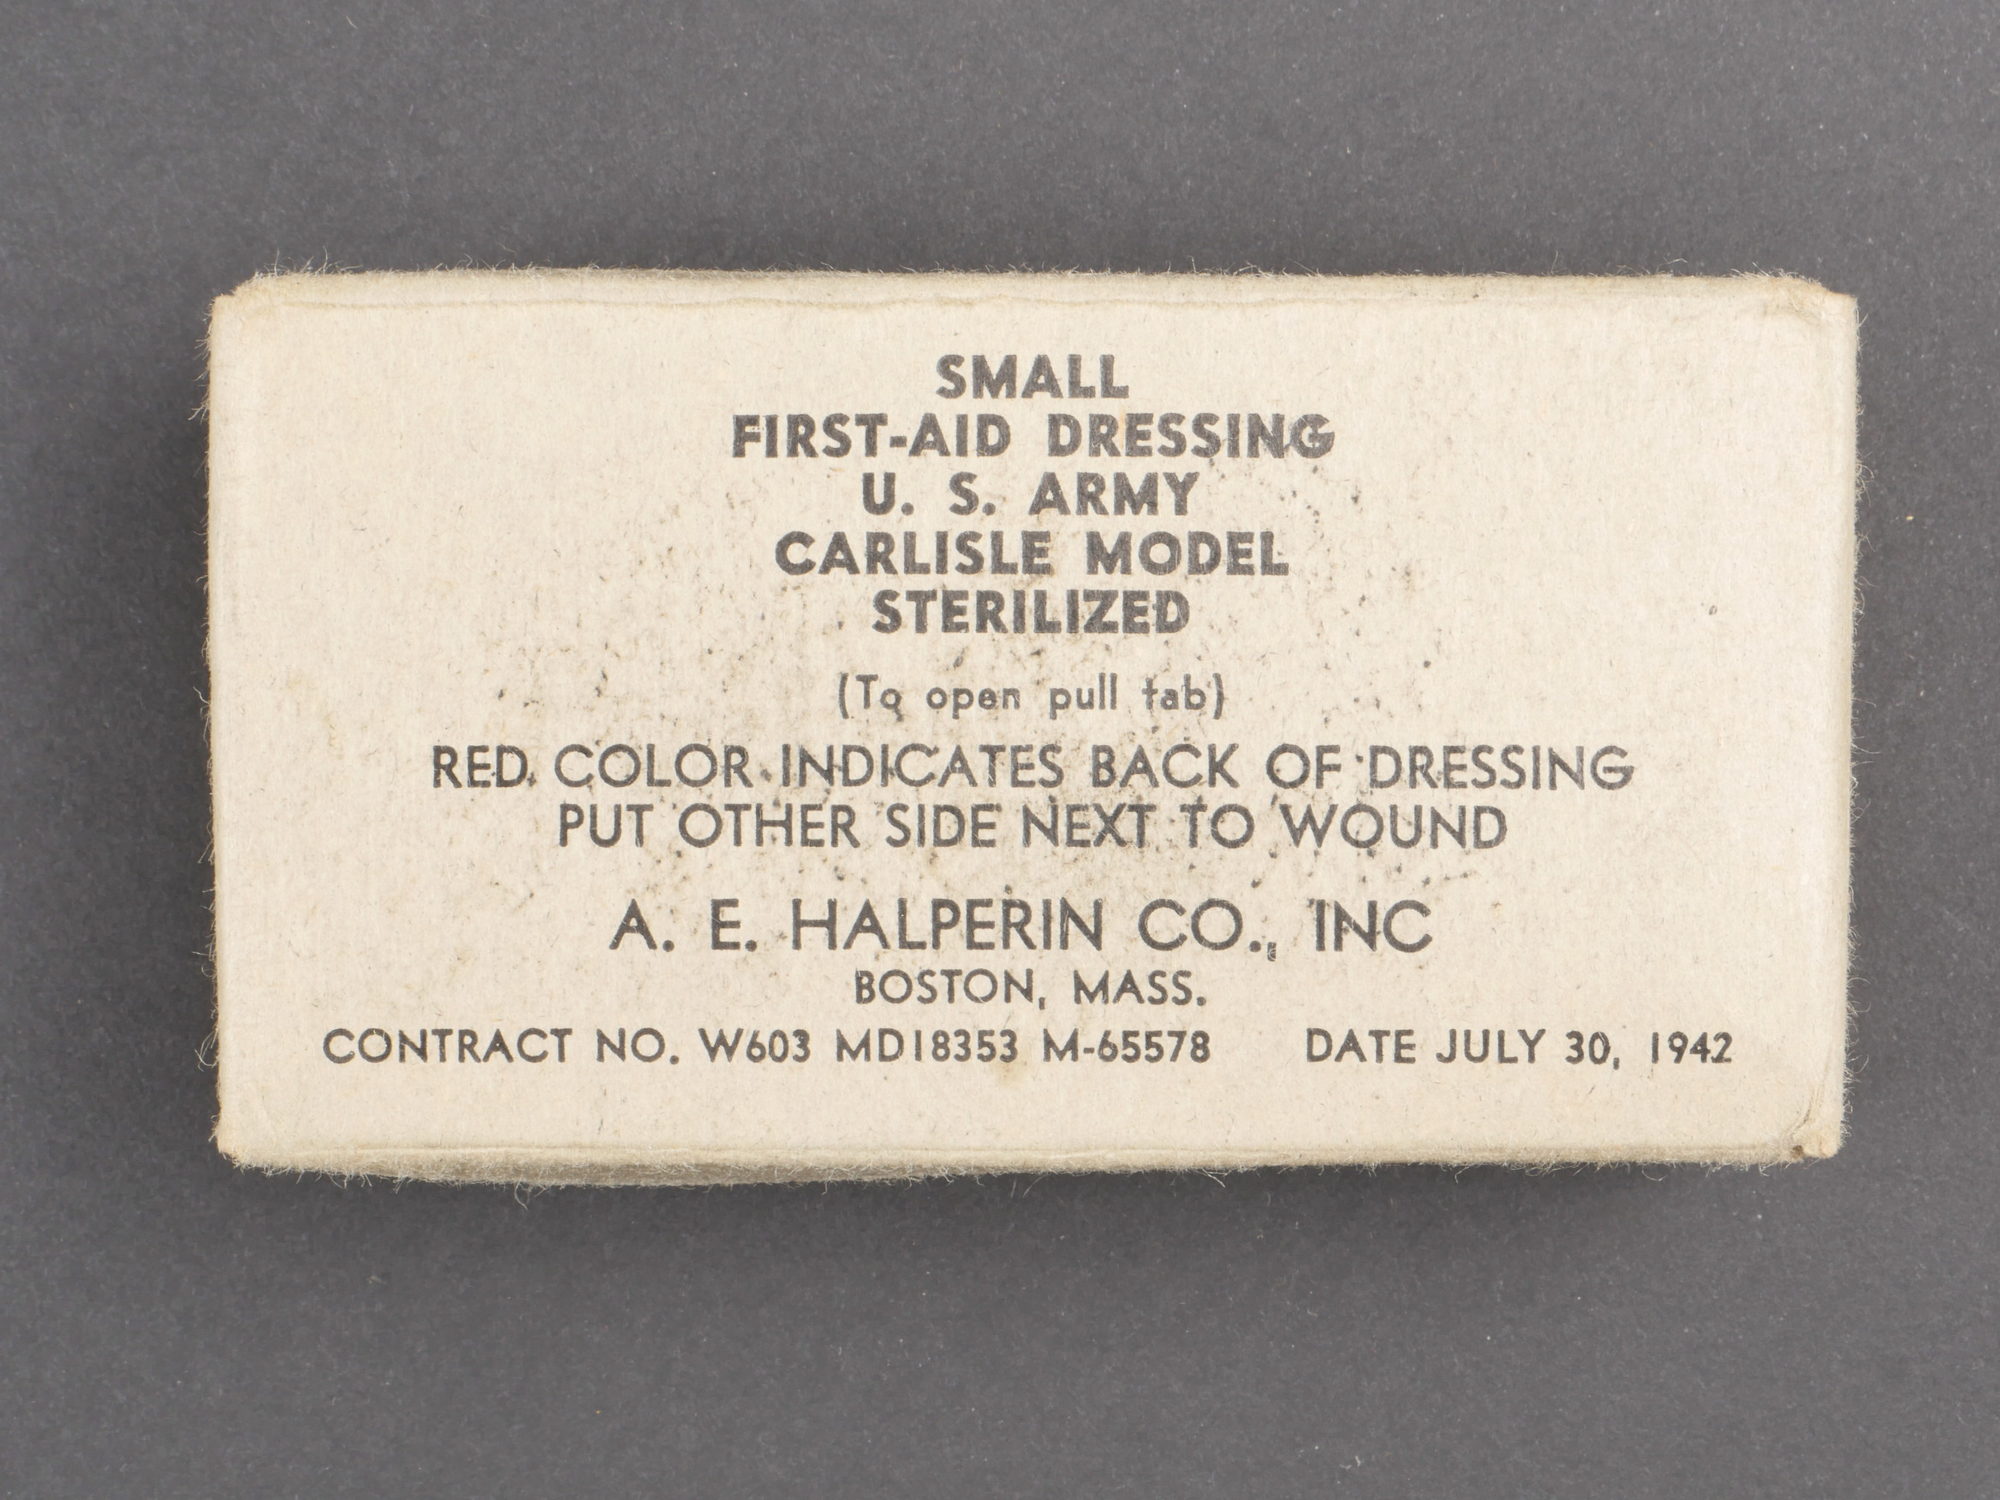 SMALL
FIRST-AID DRESSING
U. S. ARMY
CARLISLE MODEL
STERILIZED
(To open pull tab)
RED COLOR INDICATES BACK OF DRESSING
PUT OTHER SIDE NEXT TO WOUND
A. E. HALPERIN CO., INC
BOSTON, MASS.
CONTRACT NO. W603 MD18353 M-65578 DATE JULY 30, 1942